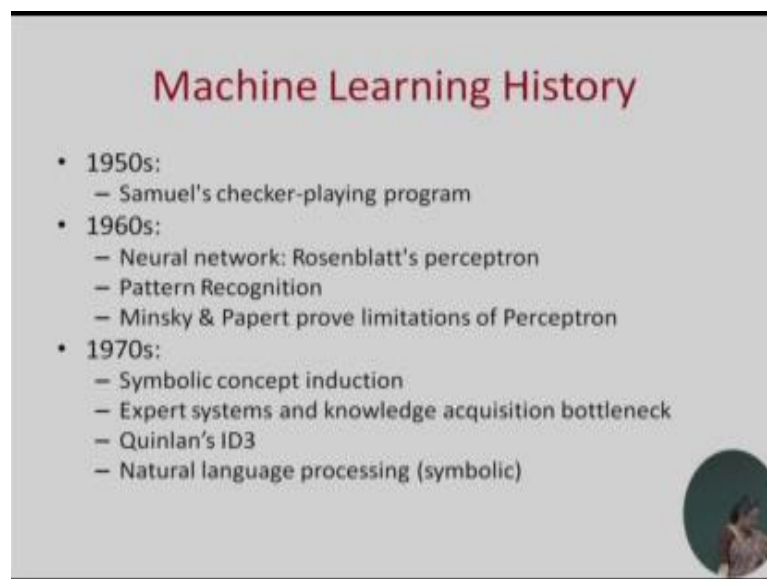 Machine Learning History
• 1950s:
– Samuel's checker-playing program
• 1960s:
– Neural network: Rosenblatt's perceptron
– Pattern Recognition
– Minsky & Papert prove limitations of Perceptron
• 1970s:
– Symbolic concept induction
– Expert systems and knowledge acquisition bottleneck
– Quinlan's ID3
– Natural language processing (symbolic)